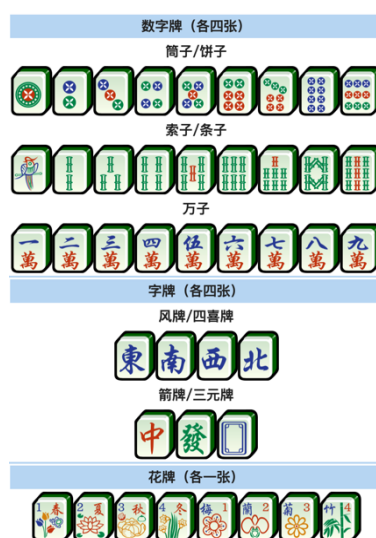 数字牌（各四张）
筒子/饼子
索子/条子
万子
一萬 二萬 三萬 四萬 伍萬 六萬 七萬 八萬 九萬
字牌（各四张）
风牌/四喜牌
東 南 西 北
箭牌/三元牌
中 發
花牌（各一张）
1春 2夏 3秋 4冬 梅1 蘭2 菊3 竹4